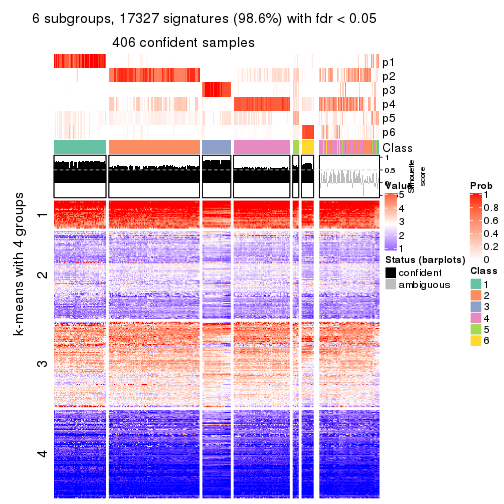 6 subgroups, 17327 signatures (98.6%) with fdr < 0.05
406 confident samples
p1
p2
p3
p4
p5
p6
Class
1
0.5
0
Silhouette
score
k-means with 4 groups
1
2
3
4
Value
5
4
3
2
1
Status (barplots)
confident
ambiguous
Prob
1
0.8
0.6
0.4
0.2
0
Class
1
2
3
4
5
6